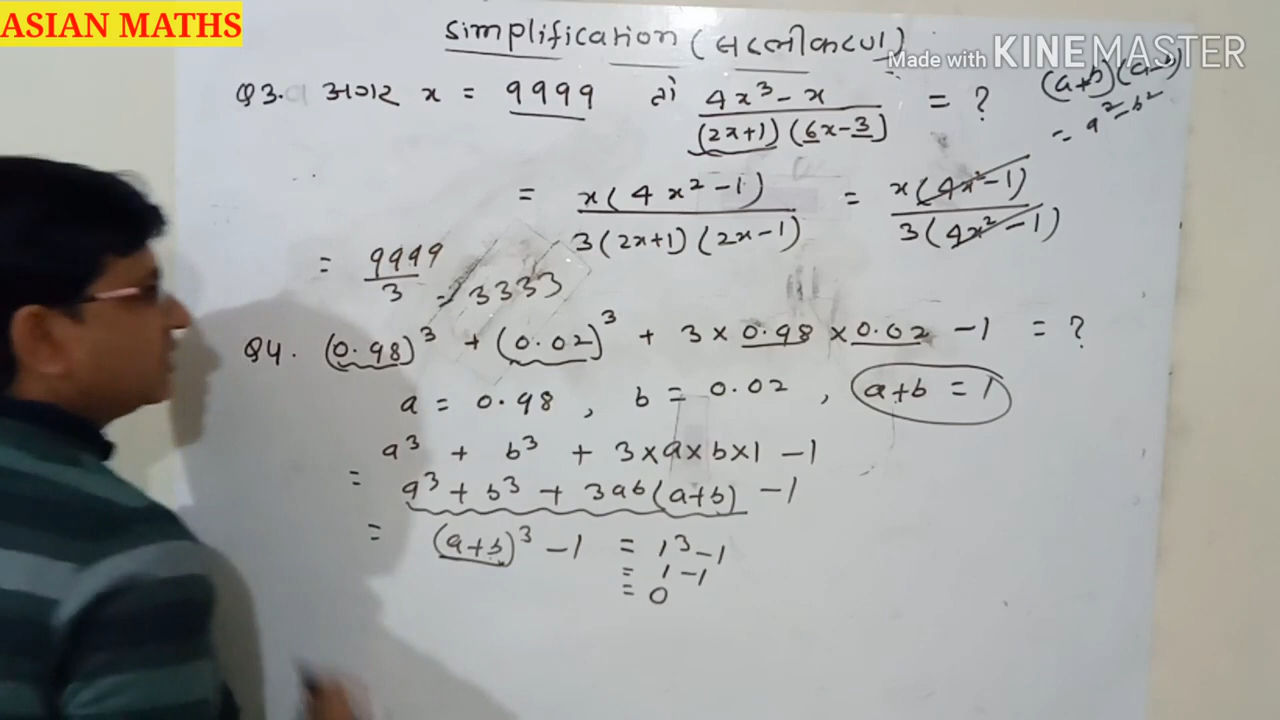 ASIAN MATHS
Simplification (सरलीकरण)
Made with KINEMASTER
(a+b)(a-b)
= a²-b²
Q3. अगर x = 9999 तो (4x³ - x) / ((2x+1)(6x-3)) = ?
= x(4x²-1) / 3(2x+1)(2x-1) = x(4x²-1) / 3(4x²-1)
= 9999/3 = 3333
Q4. (0.98)³ + (0.02)³ + 3 × 0.98 × 0.02 - 1 = ?
a = 0.98 , b = 0.02 , a+b = 1
a³ + b³ + 3×a×b×1 - 1
= a³ + b³ + 3ab(a+b) - 1
= (a+b)³ - 1 = 1³ - 1
= 1 - 1
= 0